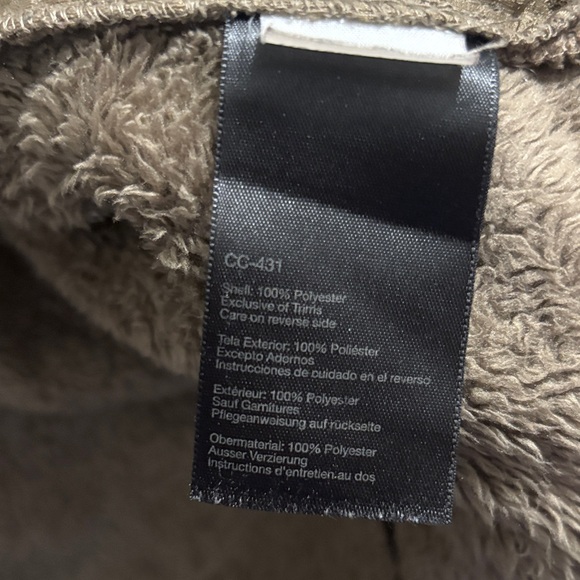 CC-431
Shell: 100% Polyester
Exclusive of Trims
Care on reverse side
Tela Exterior: 100% Poliéster
Excepto Adornos
Instrucciones de cuidado en el reverso
Extérieur: 100% Polyester
Sauf Garnitures
Pflegeanweisung auf rückseite
Obermaterial: 100% Polyester
Ausser Verzierung
Instructions d'entretien au dos